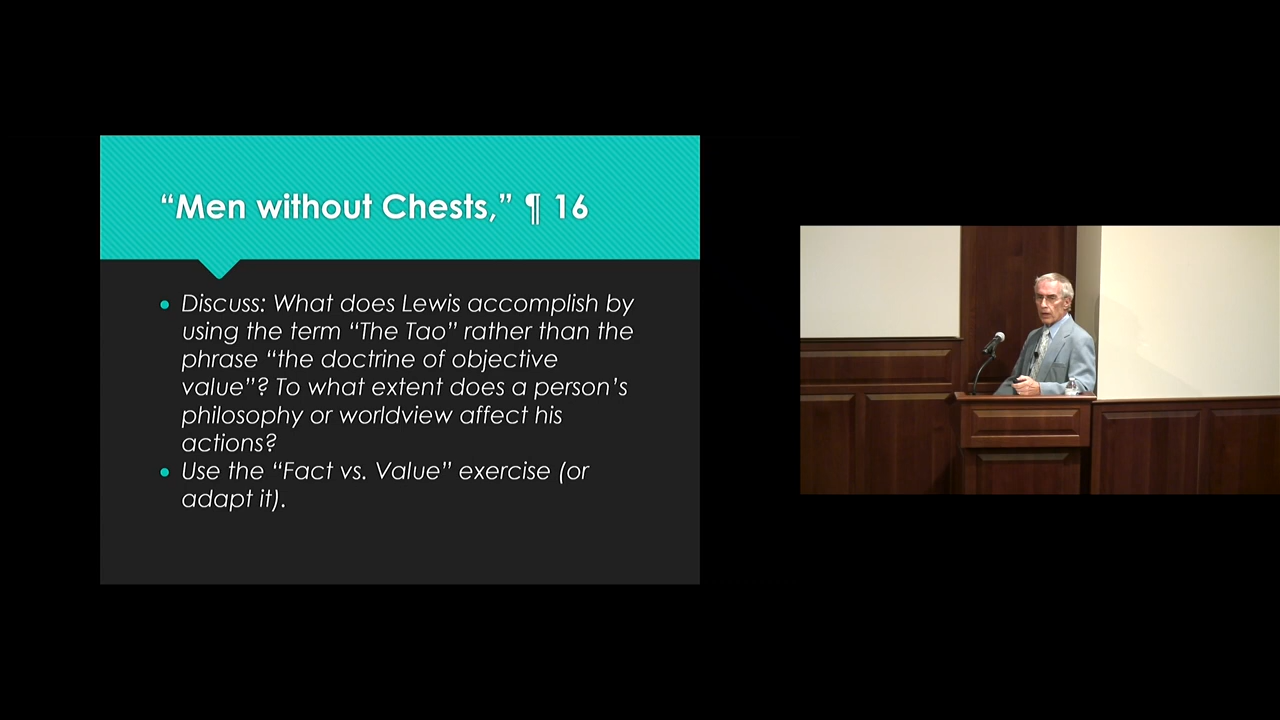 “Men without Chests,” ¶ 16
• Discuss: What does Lewis accomplish by
using the term “The Tao” rather than the
phrase “the doctrine of objective
value”? To what extent does a person’s
philosophy or worldview affect his
actions?
• Use the “Fact vs. Value” exercise (or
adapt it).